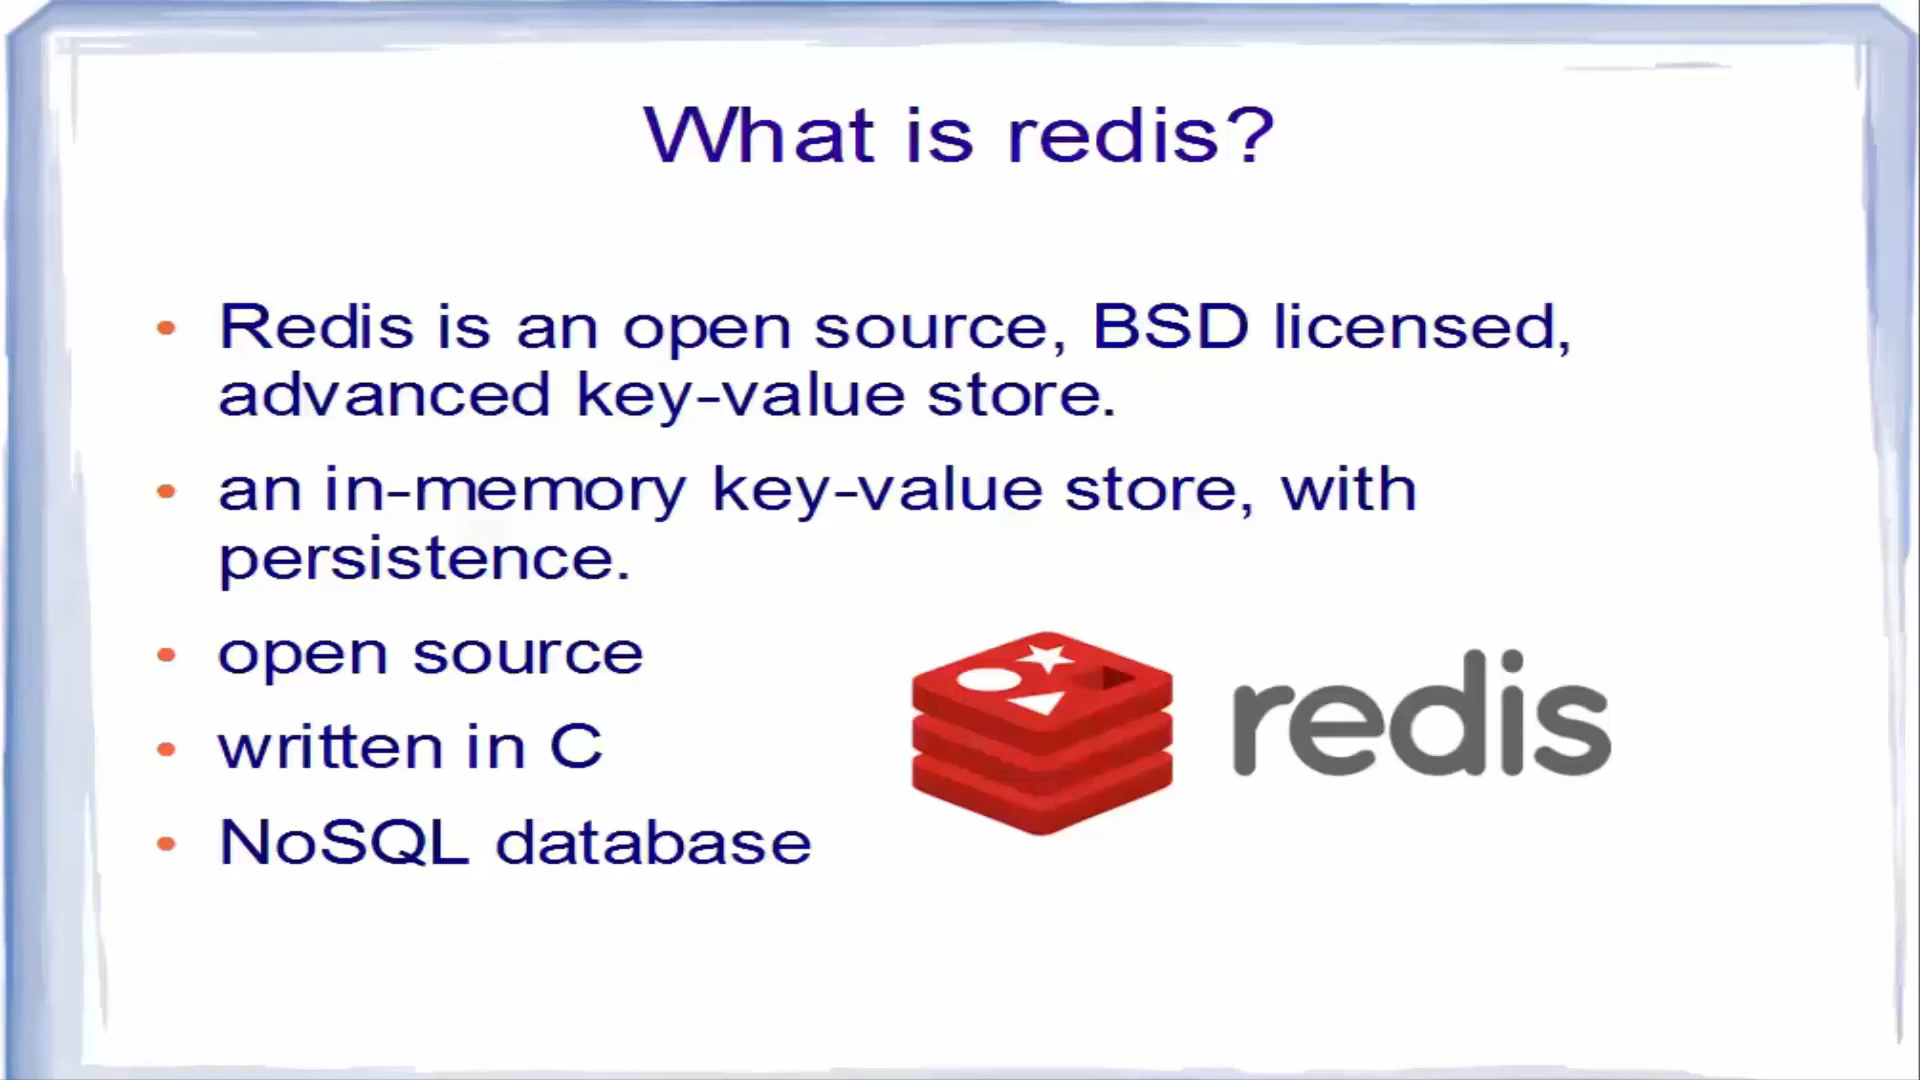 What is redis?
• Redis is an open source, BSD licensed,
advanced key-value store.
• an in-memory key-value store, with
persistence.
• open source
• written in C
• NoSQL database
redis